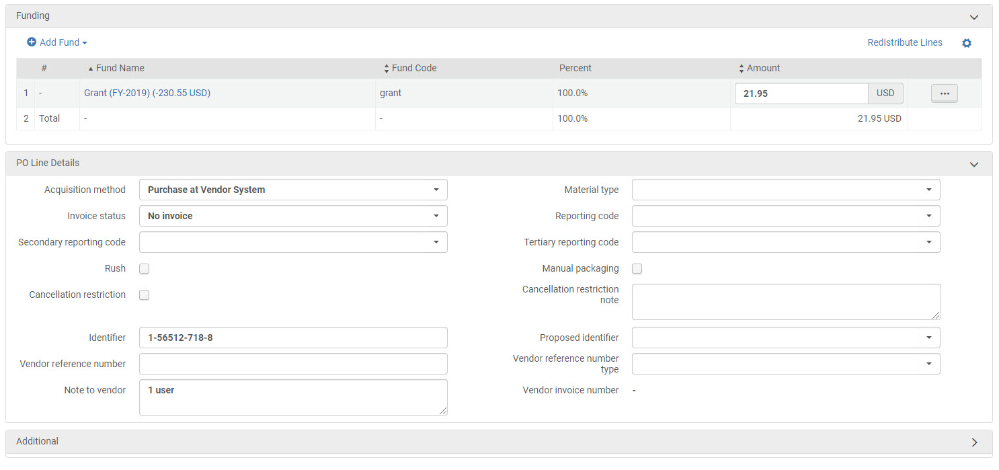 Funding
Add Fund Redistribute Lines
# Fund Name Fund Code Percent Amount
1 - Grant (FY-2019) (-230.55 USD) grant 100.0% 21.95 USD ...
2 Total - - 100.0% 21.95 USD
PO Line Details
Acquisition method Purchase at Vendor System Material type
Invoice status No invoice Reporting code
Secondary reporting code Tertiary reporting code
Rush Manual packaging
Cancellation restriction Cancellation restriction
note
Identifier 1-56512-718-8 Proposed identifier
Vendor reference number Vendor reference number
type
Note to vendor 1 user Vendor invoice number -
Additional